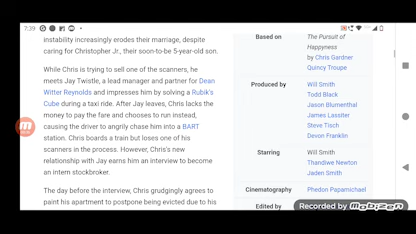 7:39
instability increasingly erodes their marriage, despite
caring for Christopher Jr., their soon-to-be 5-year-old son.
While Chris is trying to sell one of the scanners, he
meets Jay Twistle, a lead manager and partner for Dean
Witter Reynolds and impresses him by solving a Rubik's
Cube during a taxi ride. After Jay leaves, Chris lacks the
money to pay the fare and chooses to run instead,
causing the driver to angrily chase him into a BART
station. Chris boards a train but loses one of his
scanners in the process. However, Chris's new
relationship with Jay earns him an interview to become
an intern stockbroker.
The day before the interview, Chris grudgingly agrees to
paint his apartment to postpone being evicted due to his
Based on
The Pursuit of
Happyness
by Chris Gardner
Quincy Troupe
Produced by
Will Smith
Todd Black
Jason Blumenthal
James Lassiter
Steve Tisch
Devon Franklin
Starring
Will Smith
Thandiwe Newton
Jaden Smith
Cinematography
Phedon Papamichael
Edited by
Recorded by
mobizen